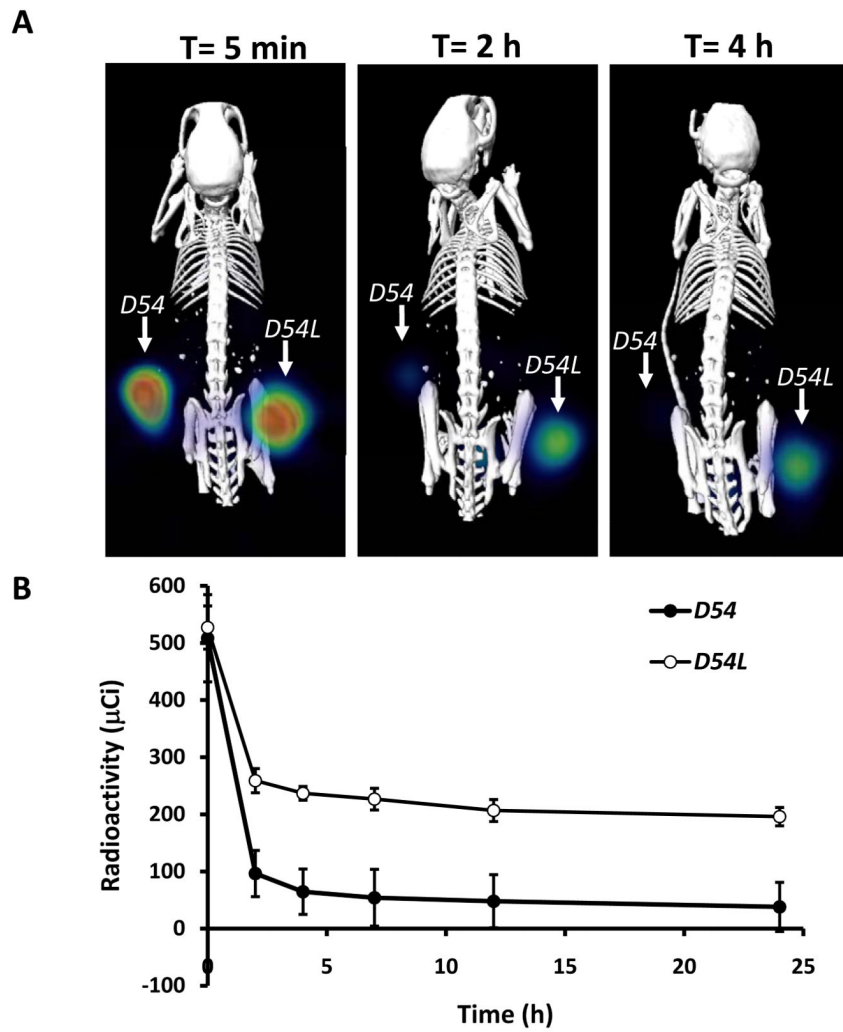 A
T= 5 min
T= 2 h
T= 4 h
D54
D54L
D54
D54L
D54
D54L
B
600
500
400
300
200
100
0
-100
Radioactivity (µCi)
D54
D54L
0
5
10
15
20
25
Time (h)